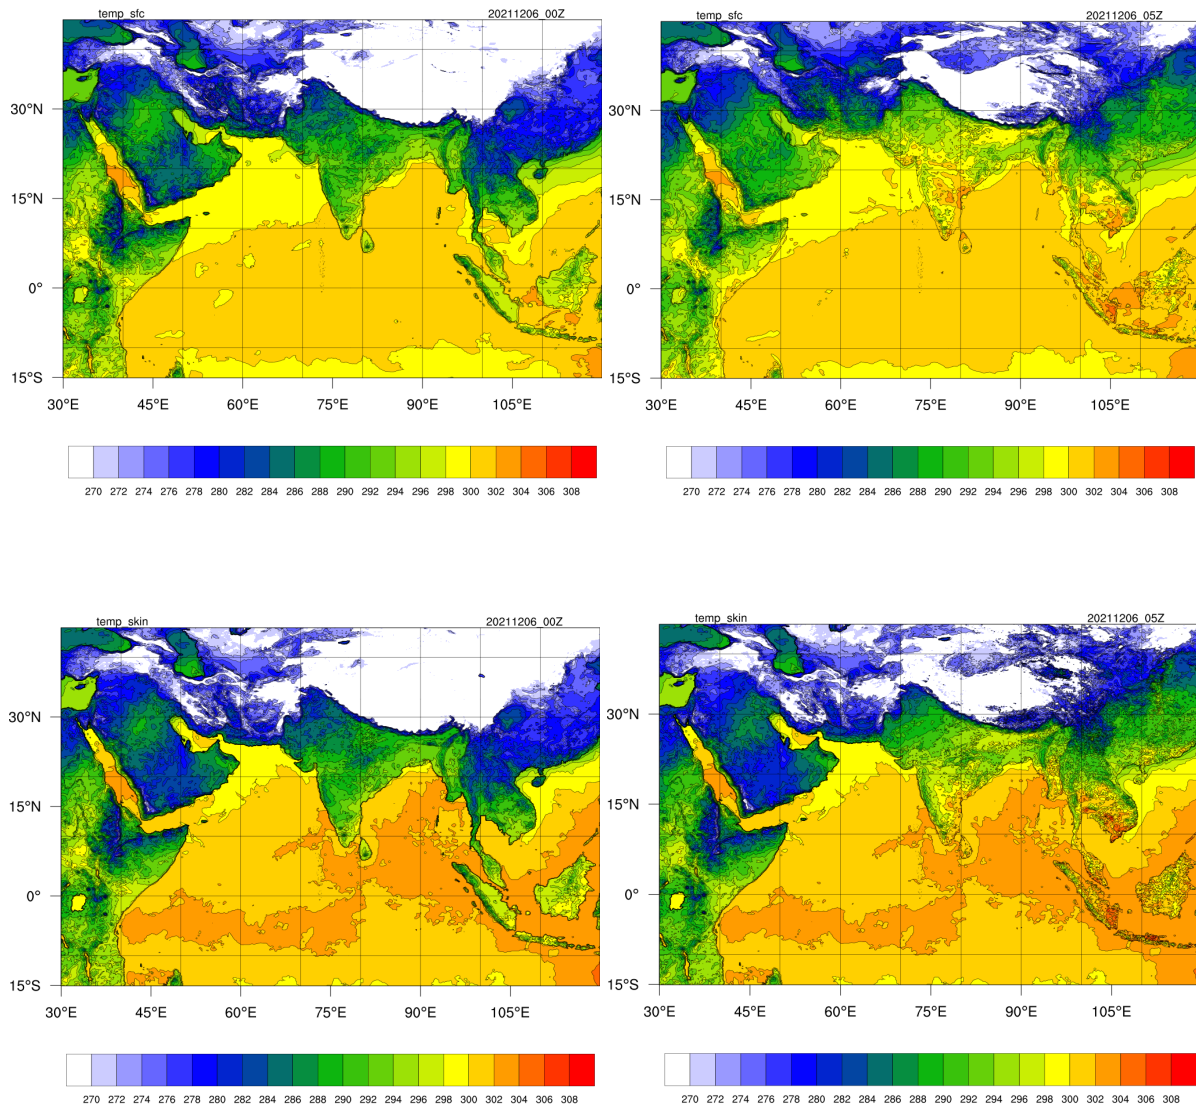 temp_sfc 20211206_00Z
30°N
15°N
0°
15°S
30°E 45°E 60°E 75°E 90°E 105°E
270 272 274 276 278 280 282 284 286 288 290 292 294 296 298 300 302 304 306 308
temp_sfc 20211206_05Z
30°N
15°N
0°
15°S
30°E 45°E 60°E 75°E 90°E 105°E
270 272 274 276 278 280 282 284 286 288 290 292 294 296 298 300 302 304 306 308
temp_skin 20211206_00Z
30°N
15°N
0°
15°S
30°E 45°E 60°E 75°E 90°E 105°E
270 272 274 276 278 280 282 284 286 288 290 292 294 296 298 300 302 304 306 308
temp_skin 20211206_05Z
30°N
15°N
0°
15°S
30°E 45°E 60°E 75°E 90°E 105°E
270 272 274 276 278 280 282 284 286 288 290 292 294 296 298 300 302 304 306 308